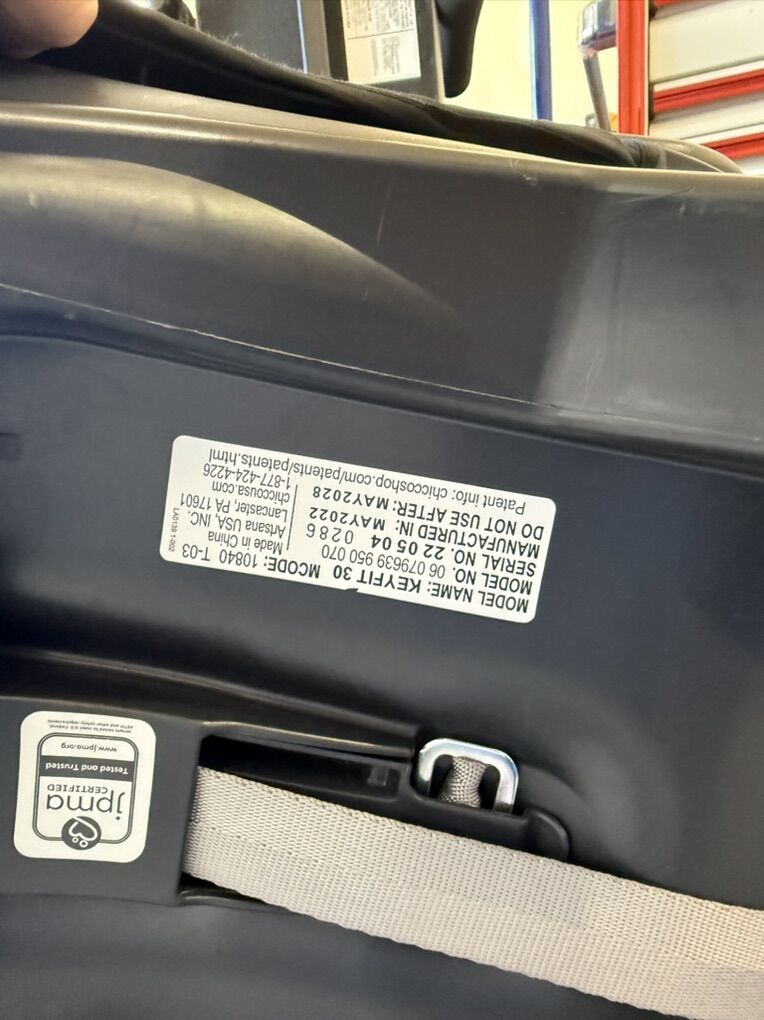 MODEL NAME: KEYFIT 30 MCODE: 10840 T-03
MODEL NO. 06 079639 950 070
SERIAL NO. 22 05 04 0286
MANUFACTURED IN: MAY2022
DO NOT USE AFTER: MAY2028
Made in China
Artsana USA, INC.
Lancaster, PA 17601
chiccousa.com
1-877-424-4226
Patent info: chiccoshop.com/patents/patents.html
LA0139 1-002
jpma
CERTIFIED
Tested and Trusted
www.jpma.org